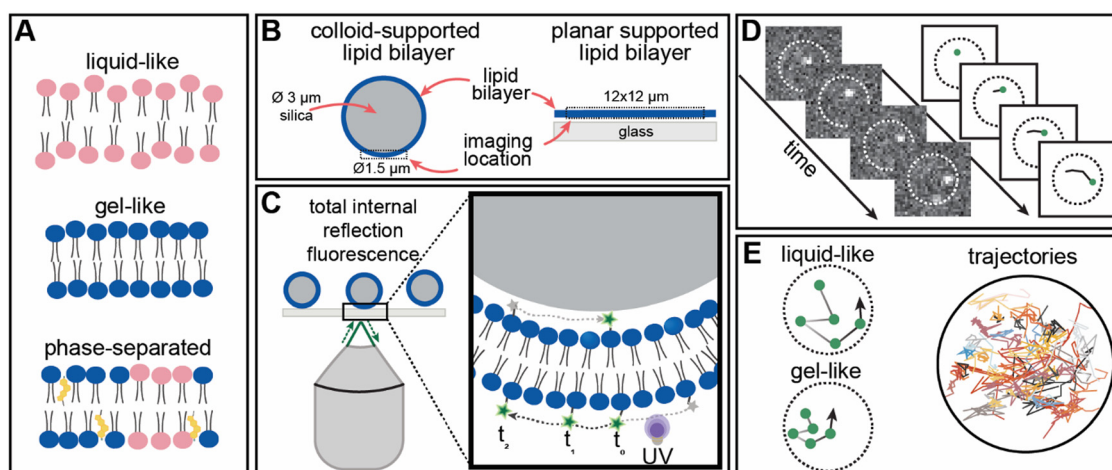 A
liquid-like
gel-like
phase-separated
B
colloid-supported
lipid bilayer
planar supported
lipid bilayer
Ø 3 µm
silica
lipid
bilayer
12x12 µm
glass
imaging
location
Ø1.5 µm
C
total internal
reflection
fluorescence
t₂
t₁
t₀
UV
D
time
E
liquid-like
trajectories
gel-like